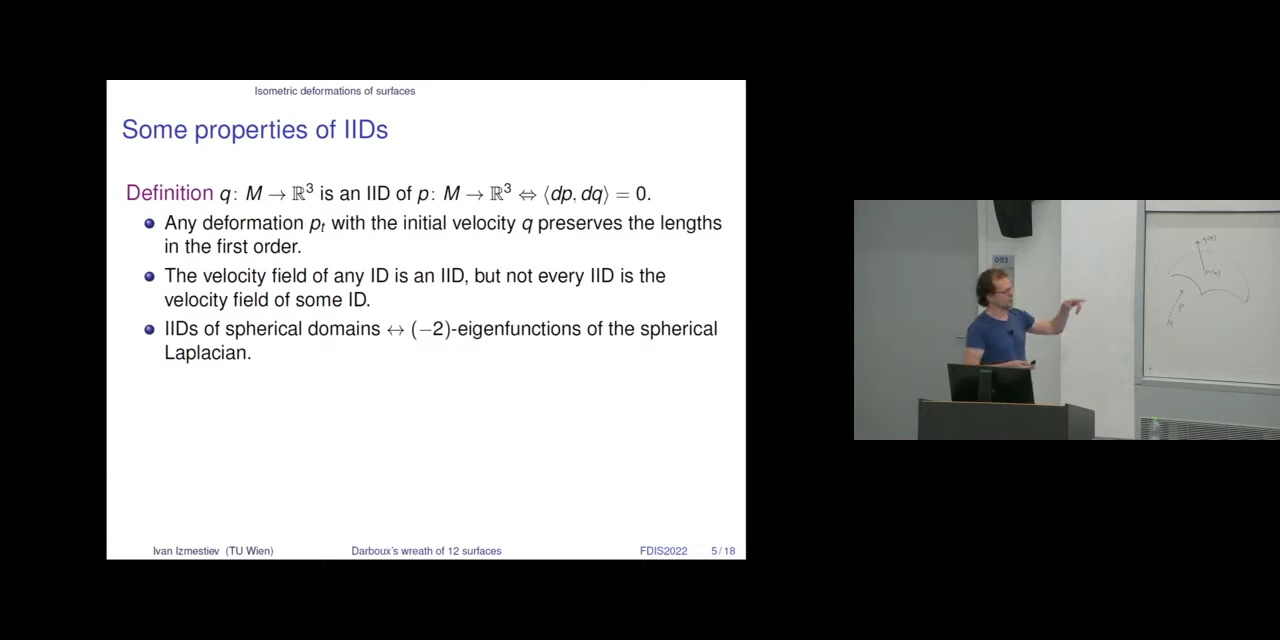 Isometric deformations of surfaces
Some properties of IIDs
Definition q: M → ℝ³ is an IID of p: M → ℝ³ ⇔ ⟨dp, dq⟩ = 0.
Any deformation pₜ with the initial velocity q preserves the lengths
in the first order.
The velocity field of any ID is an IID, but not every IID is the
velocity field of some ID.
IIDs of spherical domains ↔ (−2)-eigenfunctions of the spherical
Laplacian.
Ivan Izmestiev (TU Wien) Darboux's wreath of 12 surfaces FDIS2022 5 / 18
093
q(x)
p(x)
p
M